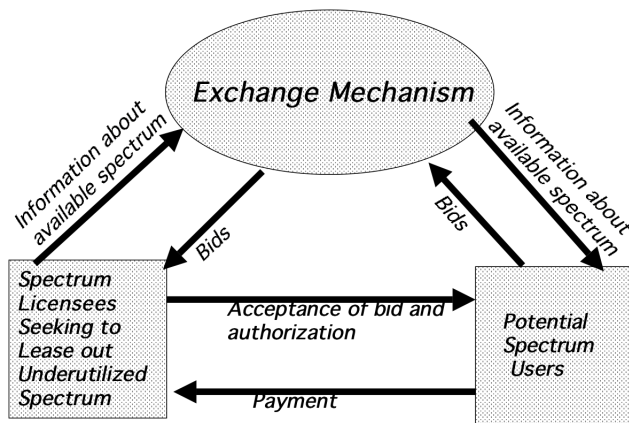 Exchange Mechanism
Information about
available spectrum
Information about
available spectrum
Bids
Bids
Spectrum
Licensees
Seeking to
Lease out
Underutilized
Spectrum
Acceptance of bid and
authorization
Potential
Spectrum
Users
Payment